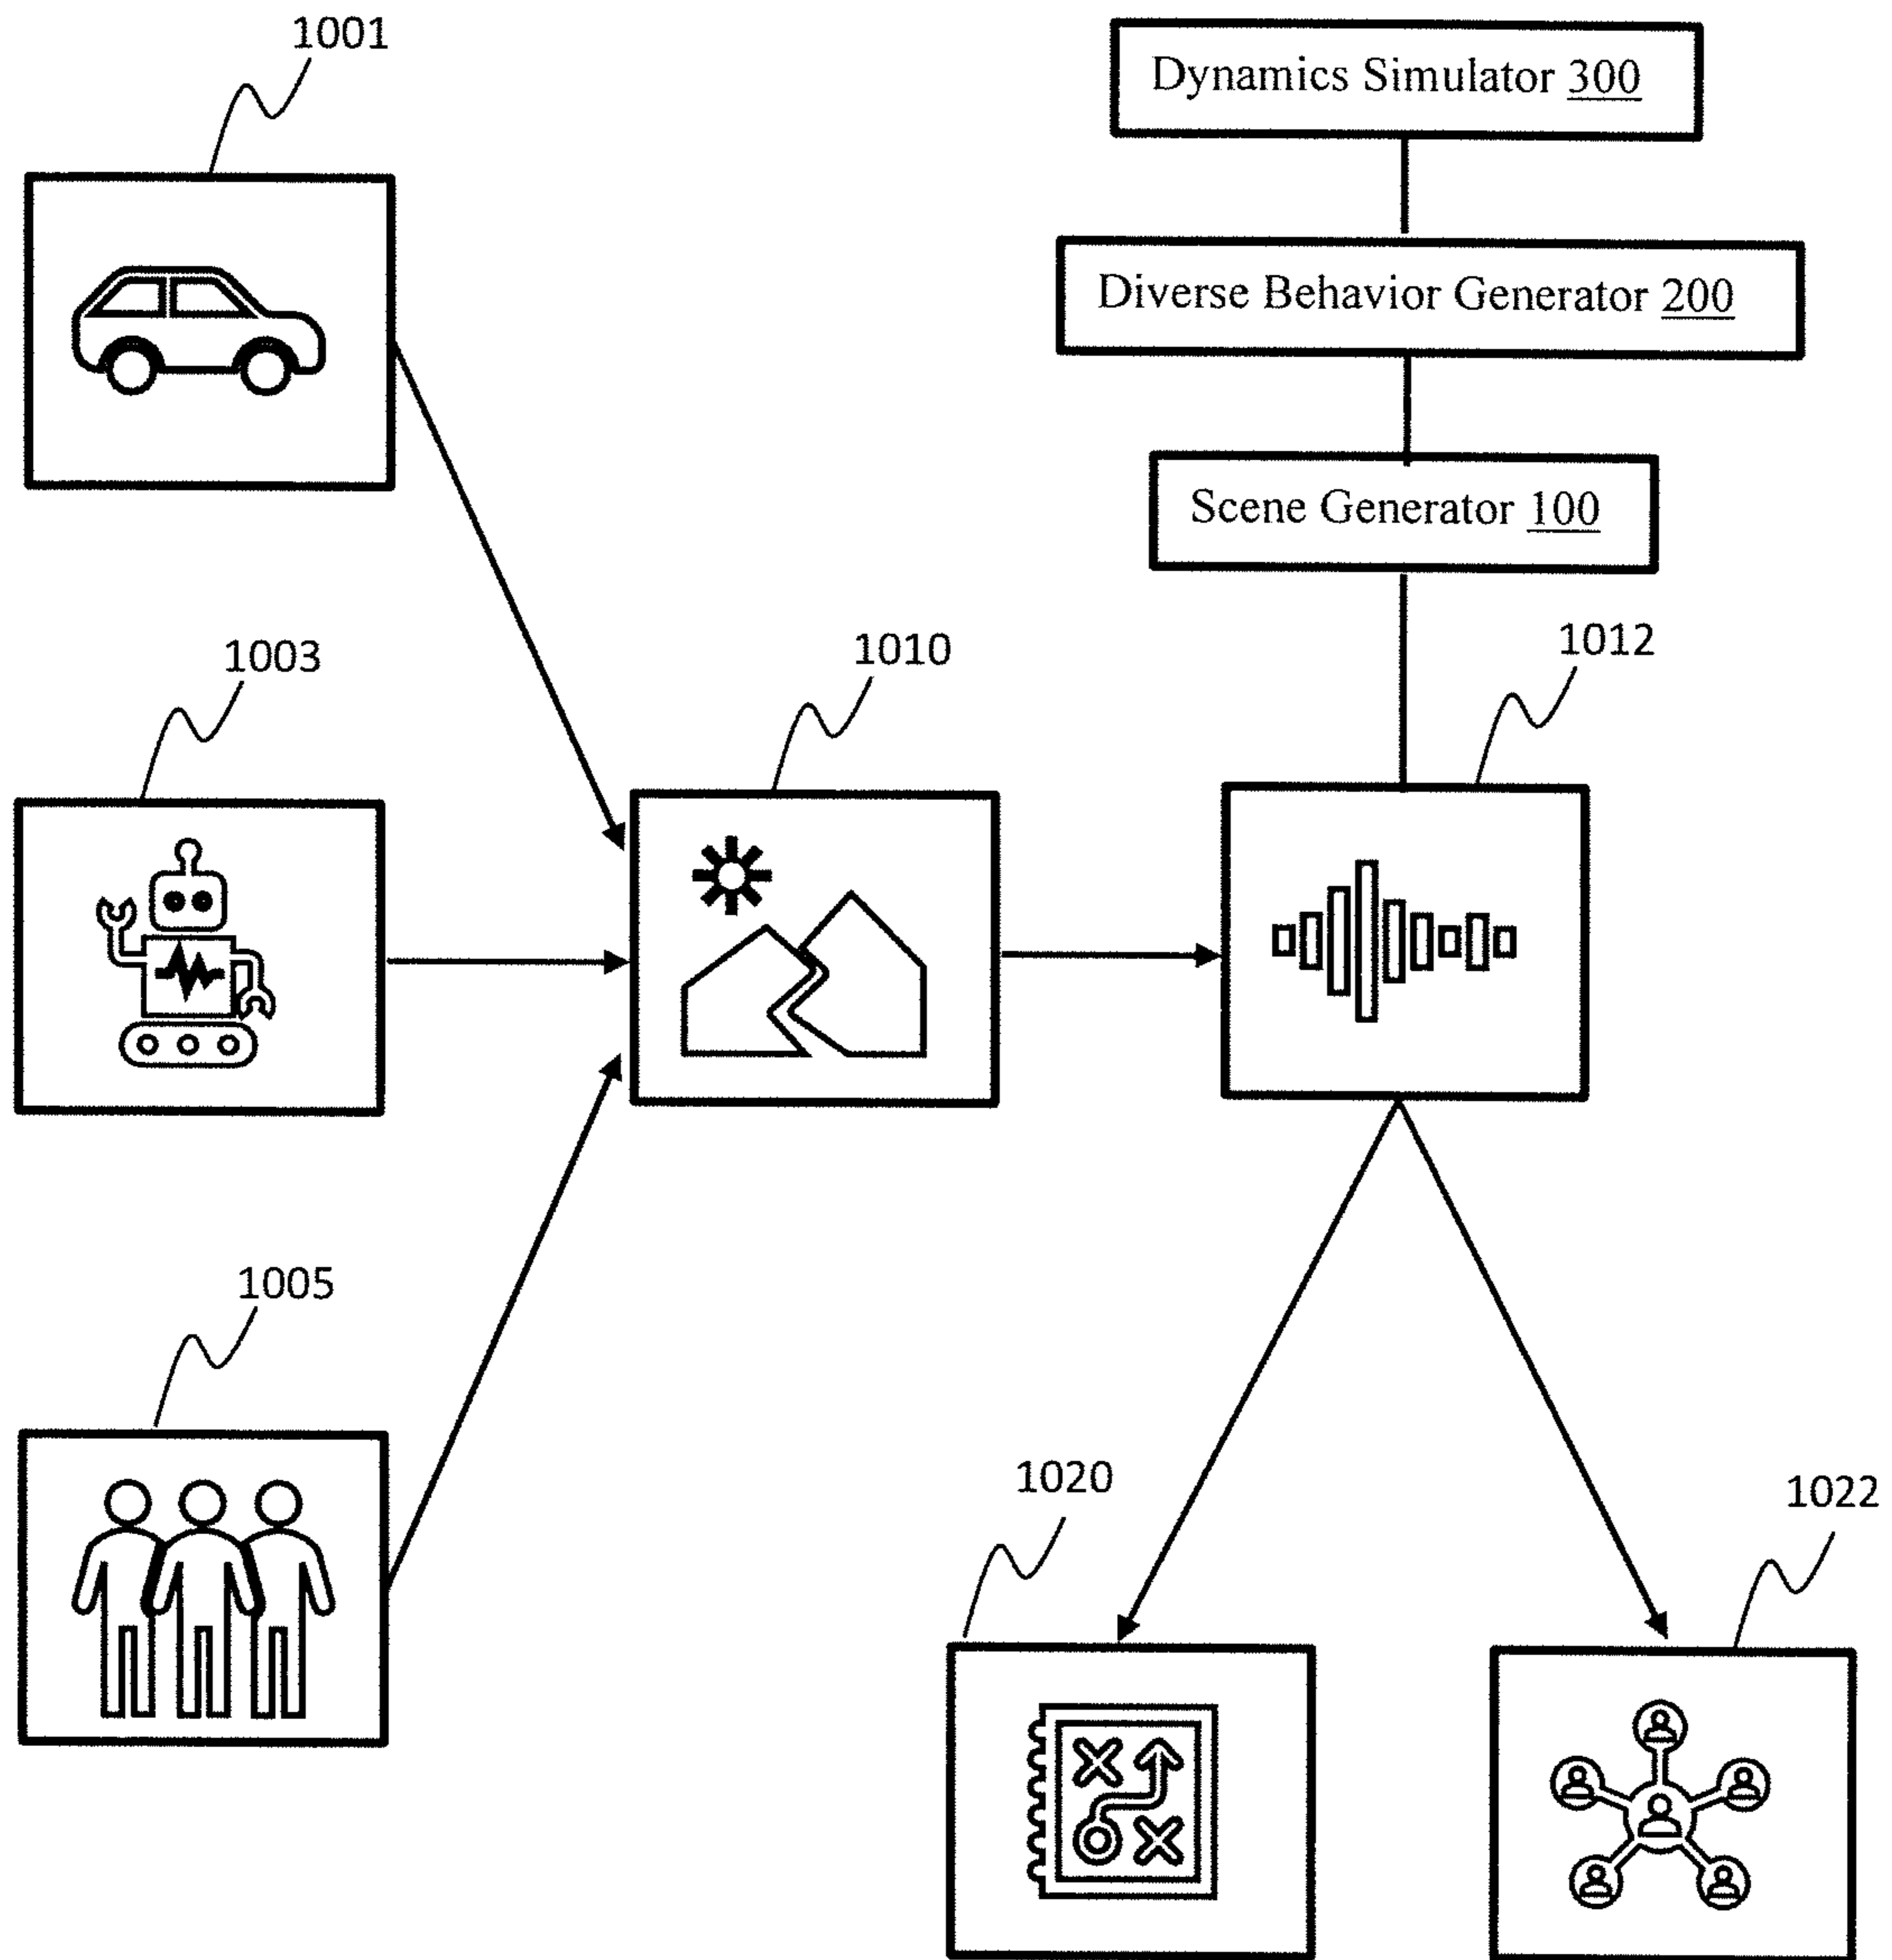 1001
Dynamics Simulator 300
Diverse Behavior Generator 200
Scene Generator 100
1003
1010
1012
1005
1020
1022